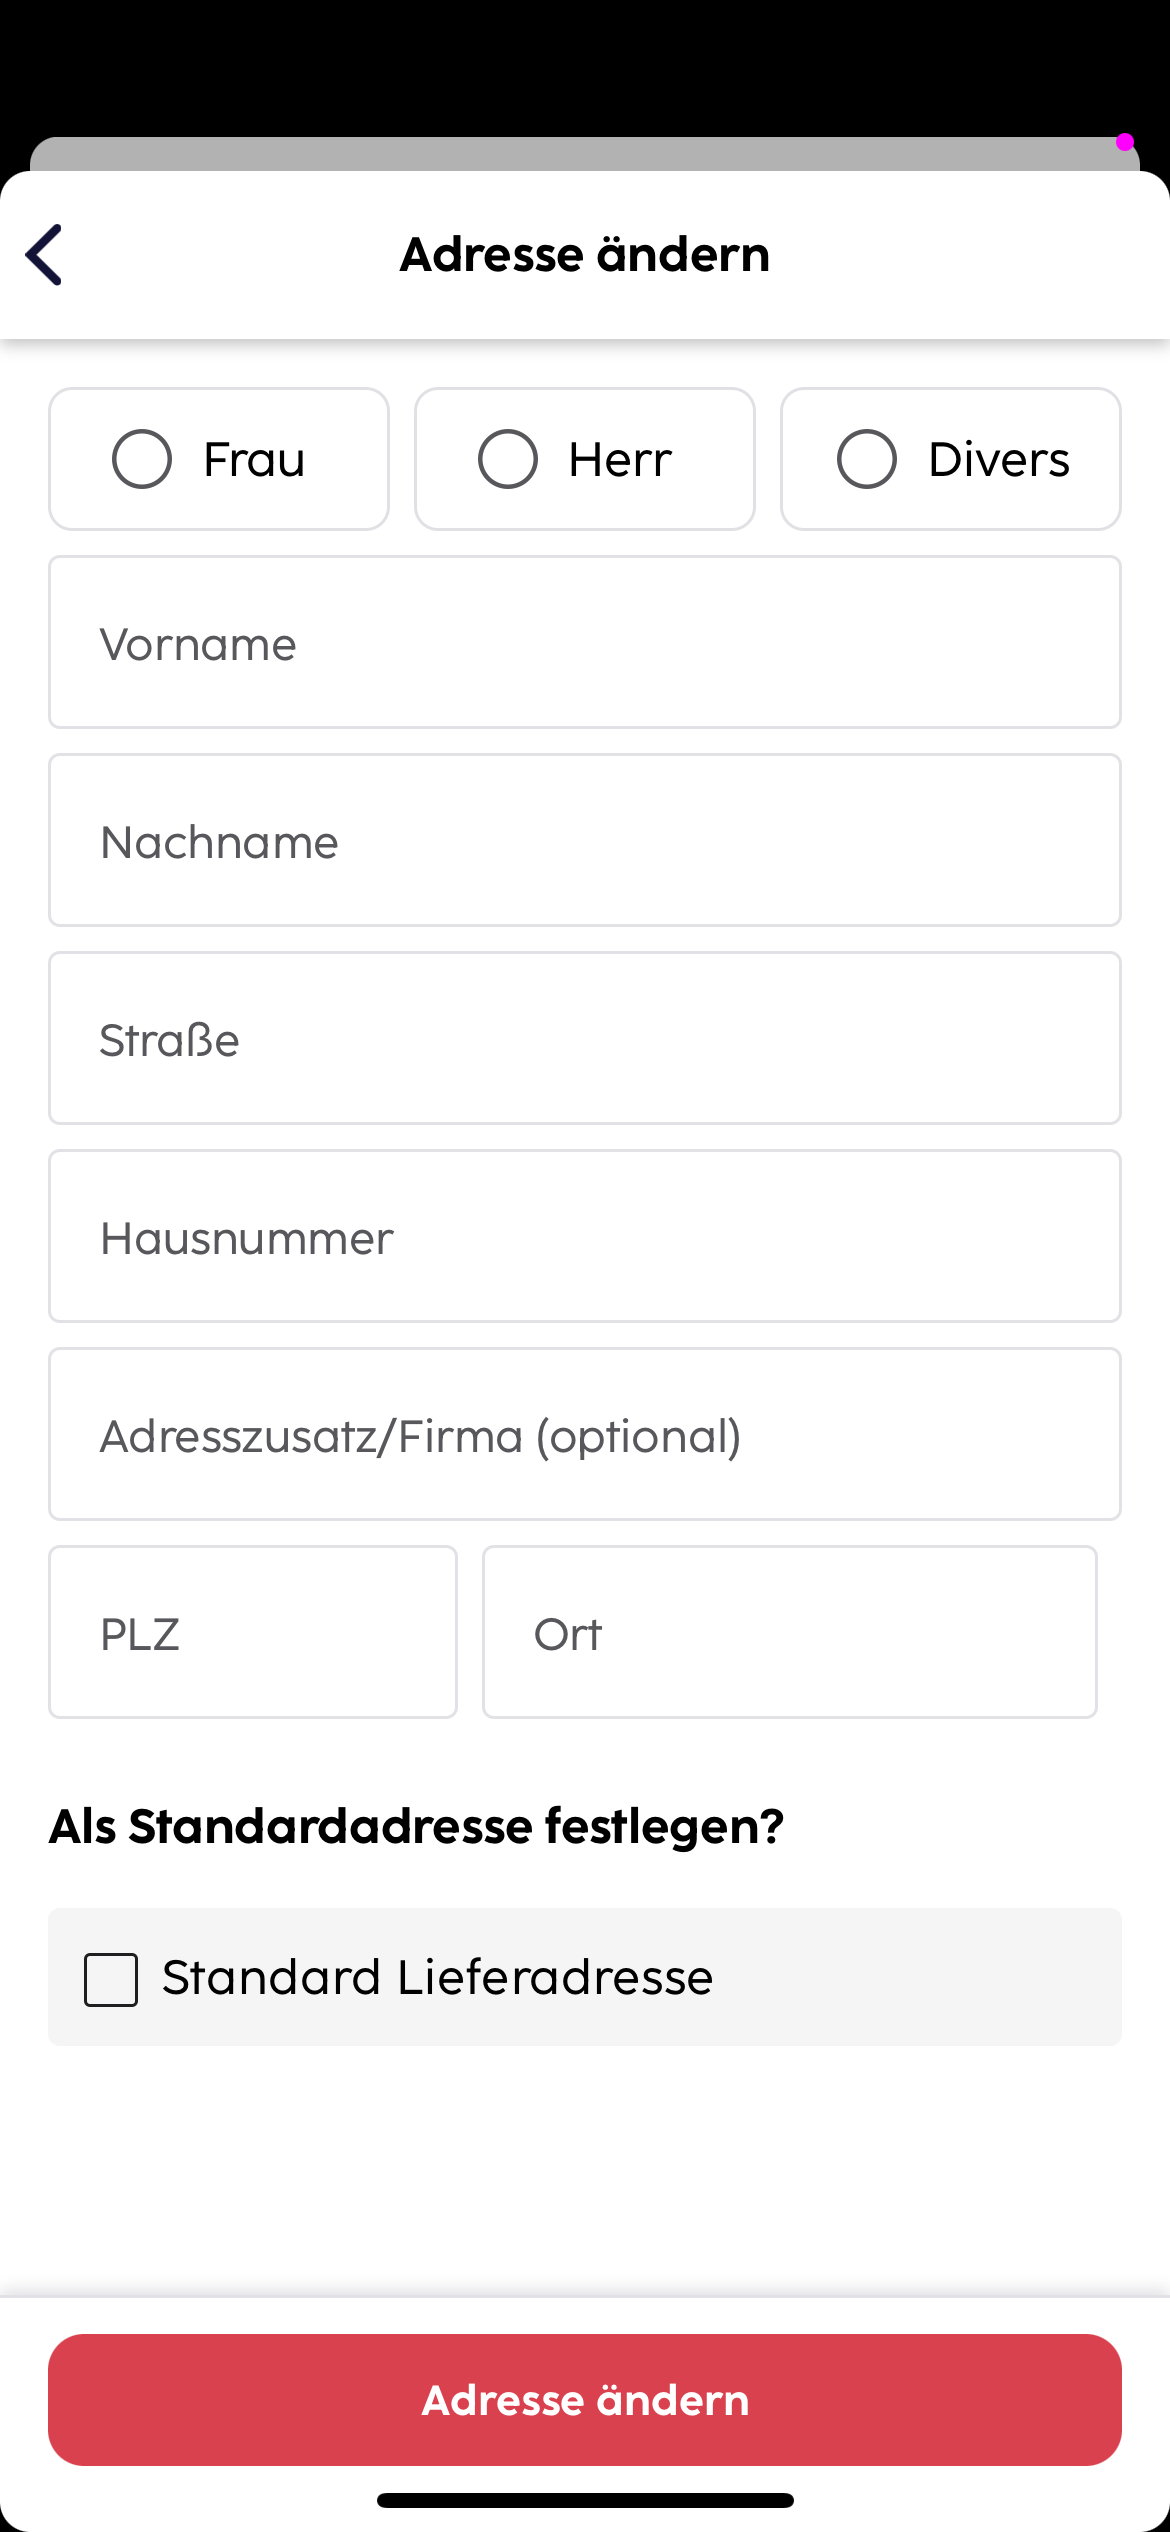 Adresse ändern
Frau Herr Divers
Vorname
Nachname
Straße
Hausnummer
Adresszusatz/Firma (optional)
PLZ Ort
Als Standardadresse festlegen?
Standard Lieferadresse
Adresse ändern